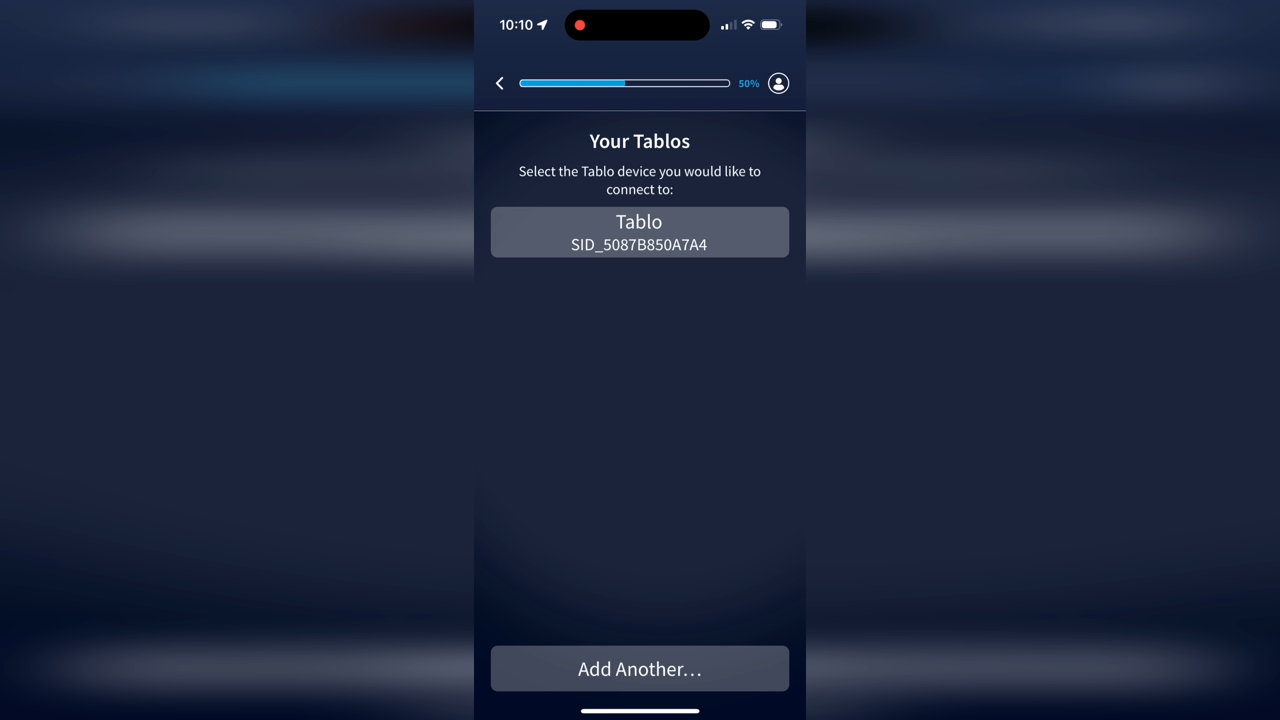 10:10
50%
Your Tablos
Select the Tablo device you would like to
connect to:
Tablo
SID_5087B850A7A4
Add Another…